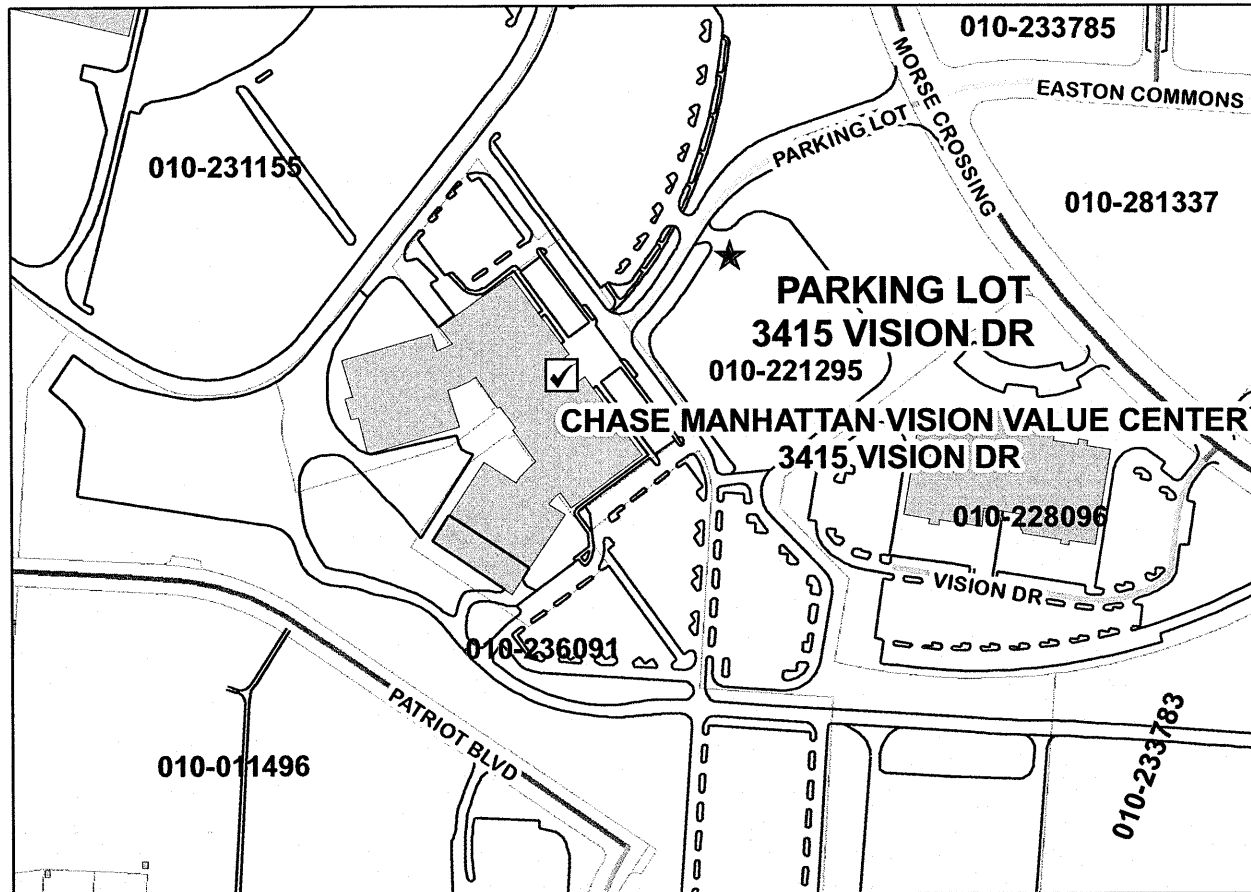 010-233785
MORSE CROSSING
EASTON COMMONS
PARKING LOT
010-231155
010-281337
PARKING LOT
3415 VISION DR
010-221295
CHASE MANHATTAN VISION VALUE CENTER
3415 VISION DR
010-228096
VISION DR
010-236091
PATRIOT BLVD
010-233783
010-011496